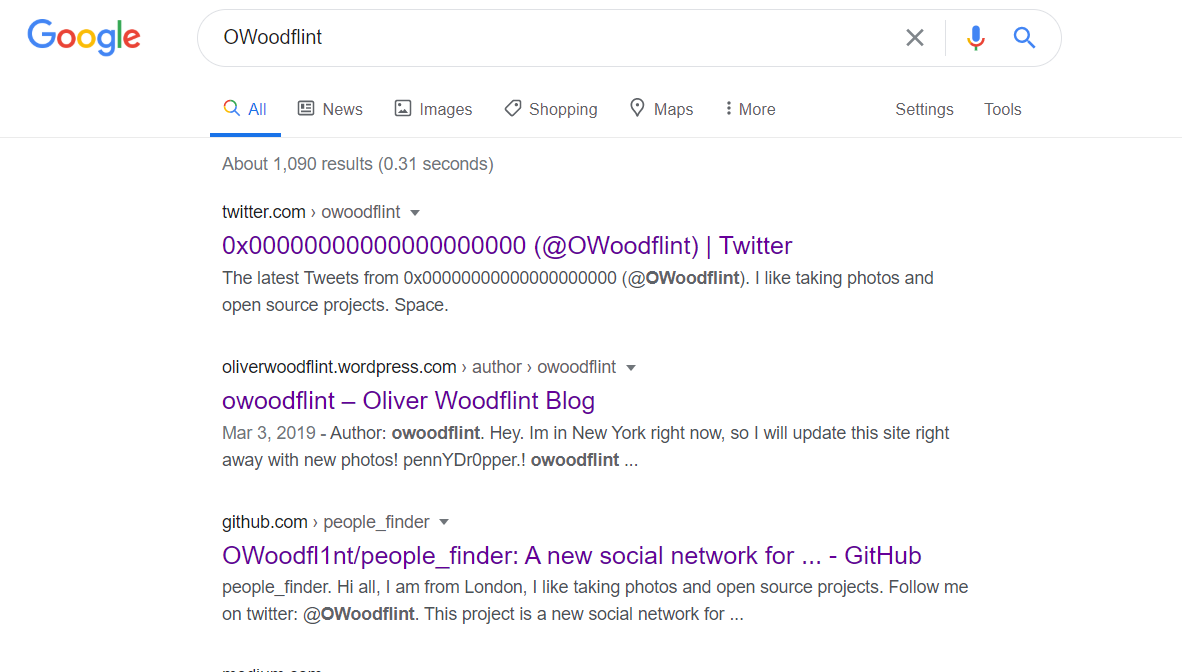 Google
OWoodflint
All News Images Shopping Maps More Settings Tools
About 1,090 results (0.31 seconds)
twitter.com › owoodflint
0x00000000000000000000 (@OWoodflint) | Twitter
The latest Tweets from 0x00000000000000000000 (@OWoodflint). I like taking photos and
open source projects. Space.
oliverwoodflint.wordpress.com › author › owoodflint
owoodflint – Oliver Woodflint Blog
Mar 3, 2019 - Author: owoodflint. Hey. Im in New York right now, so I will update this site right
away with new photos! pennYDr0pper.! owoodflint ...
github.com › people_finder
OWoodfl1nt/people_finder: A new social network for ... - GitHub
people_finder. Hi all, I am from London, I like taking photos and open source projects. Follow me
on twitter: @OWoodflint. This project is a new social network for ...